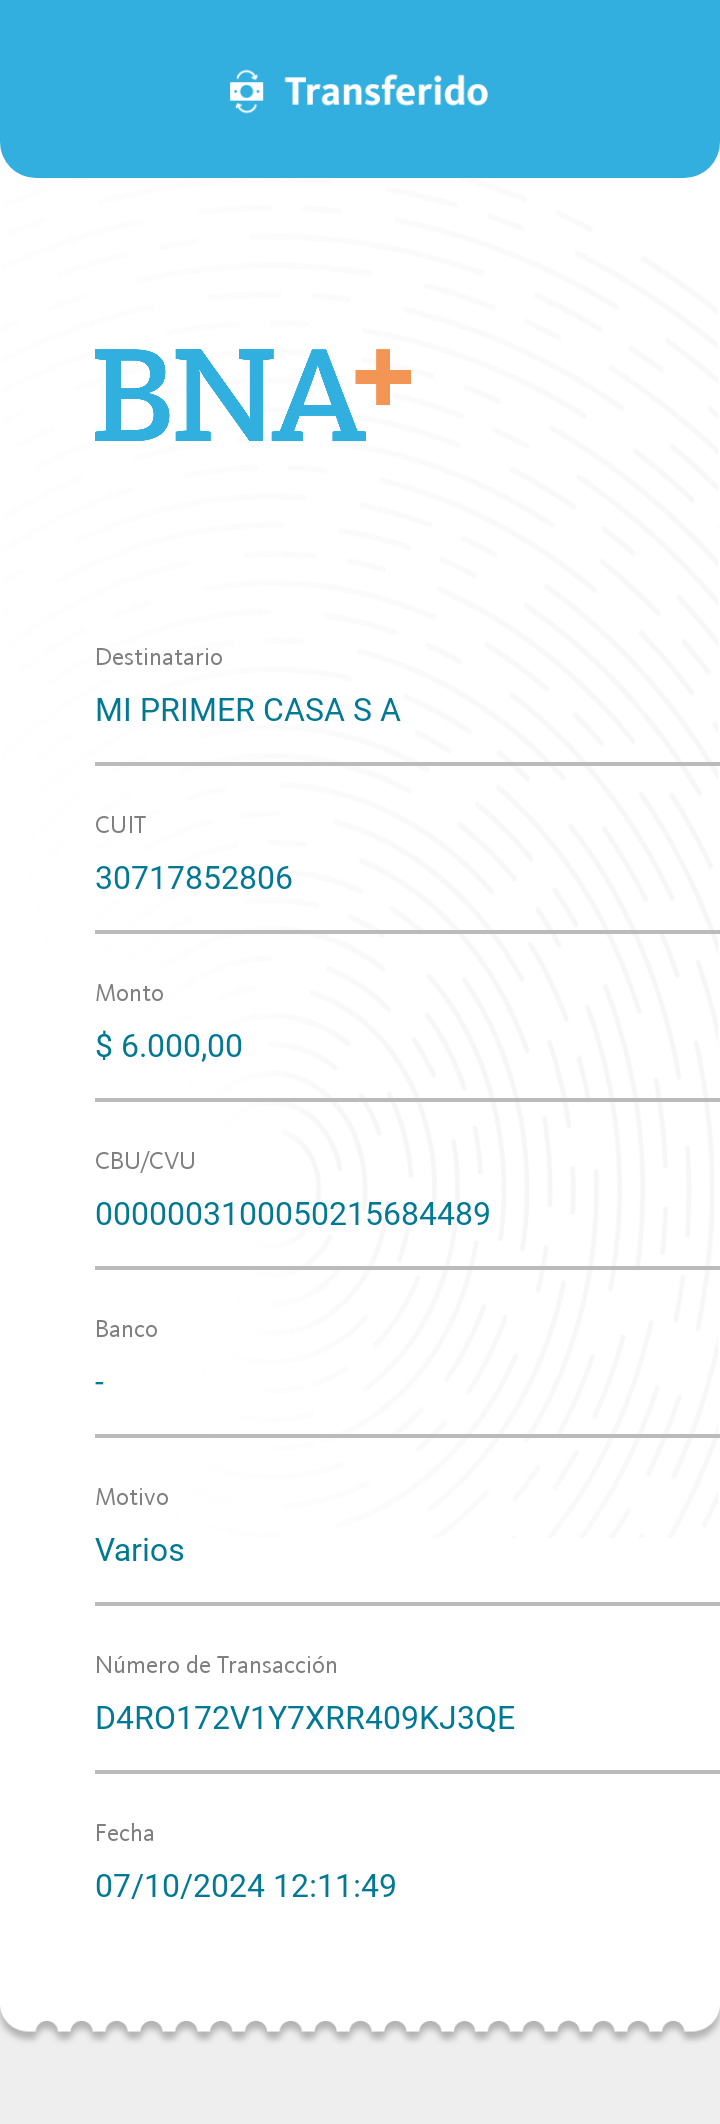 Transferido
BNA+
Destinatario
MI PRIMER CASA S A
CUIT
30717852806
Monto
$ 6.000,00
CBU/CVU
0000003100050215684489
Banco
-
Motivo
Varios
Número de Transacción
D4RO172V1Y7XRR409KJ3QE
Fecha
07/10/2024 12:11:49